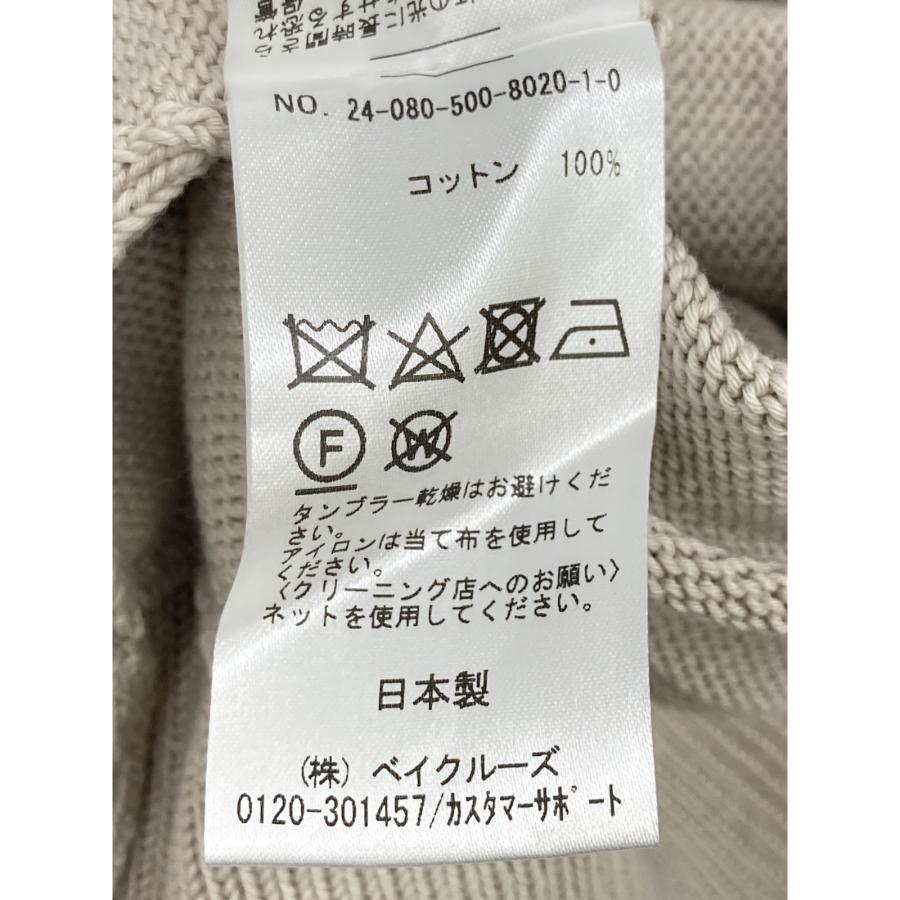 NO. 24-080-500-8020-1-0
コットン 100%
F
W
タンブラー乾燥はお避けくだ
さい。
アイロンは当て布を使用して
ください。
〈クリーニング店へのお願い〉
ネットを使用してください。
日本製
(株) ベイクルーズ
0120-301457/カスタマーサポート